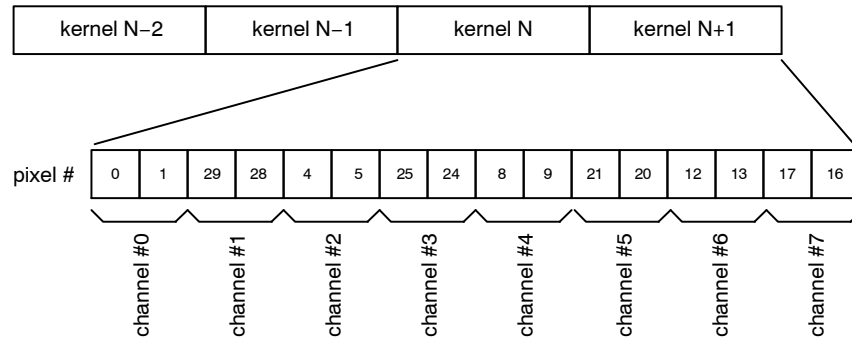 kernel N−2 kernel N−1 kernel N kernel N+1
pixel # 0 1 29 28 4 5 25 24 8 9 21 20 12 13 17 16
channel #0
channel #1
channel #2
channel #3
channel #4
channel #5
channel #6
channel #7